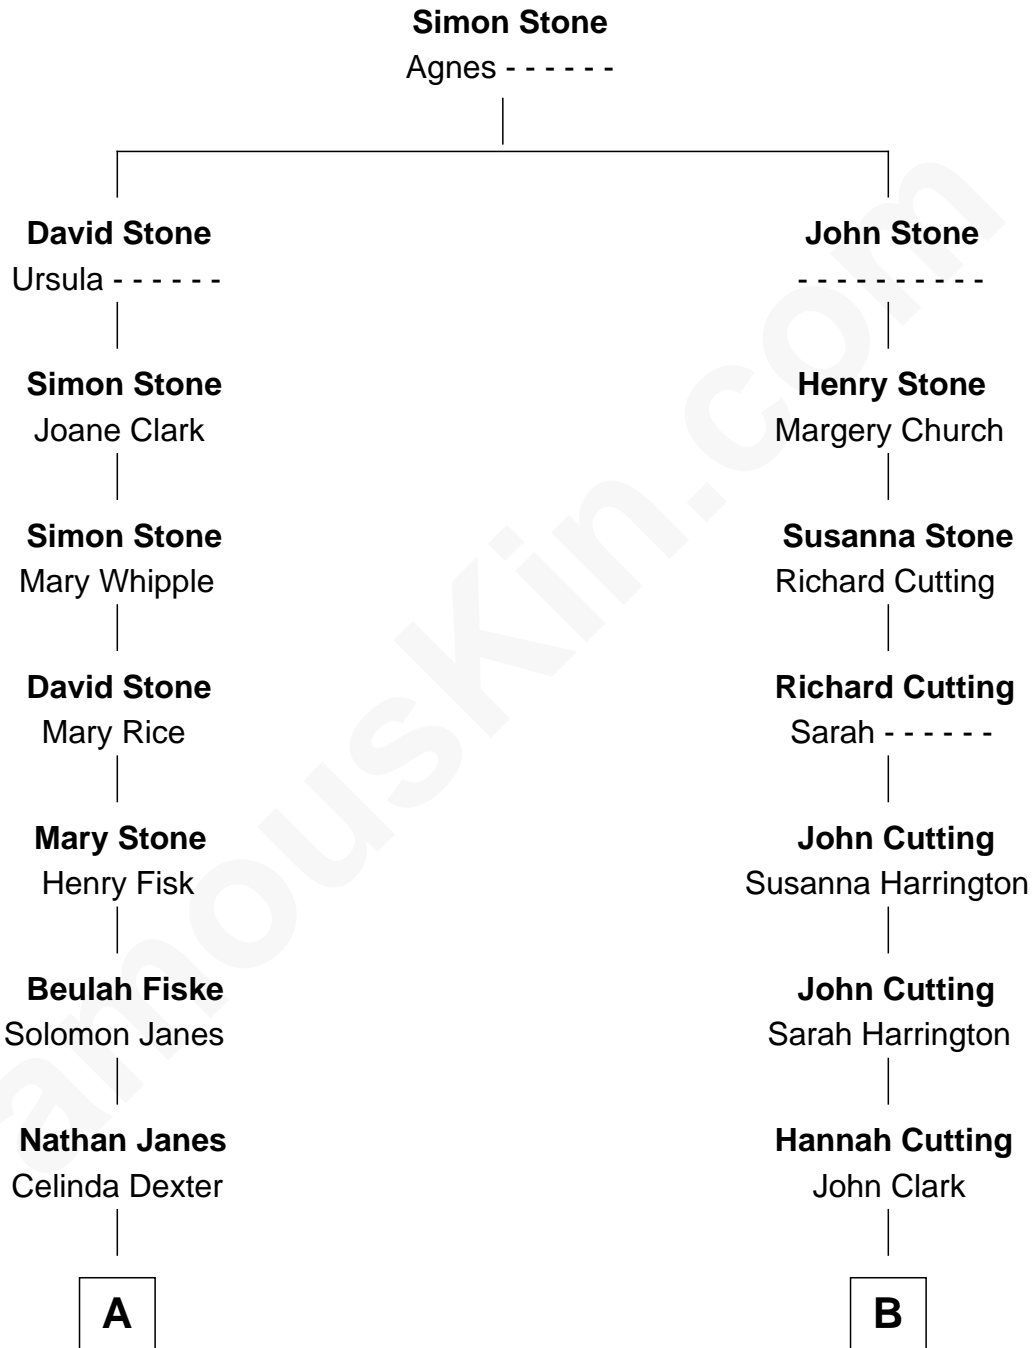 Simon Stone
Agnes - - - - - -
David Stone
Ursula - - - - - -
Simon Stone
Joane Clark
Simon Stone
Mary Whipple
David Stone
Mary Rice
Mary Stone
Henry Fisk
Beulah Fiske
Solomon Janes
Nathan Janes
Celinda Dexter
A
John Stone
- - - - - - - - - -
Henry Stone
Margery Church
Susanna Stone
Richard Cutting
Richard Cutting
Sarah - - - - - -
John Cutting
Susanna Harrington
John Cutting
Sarah Harrington
Hannah Cutting
John Clark
B
amouskin.com